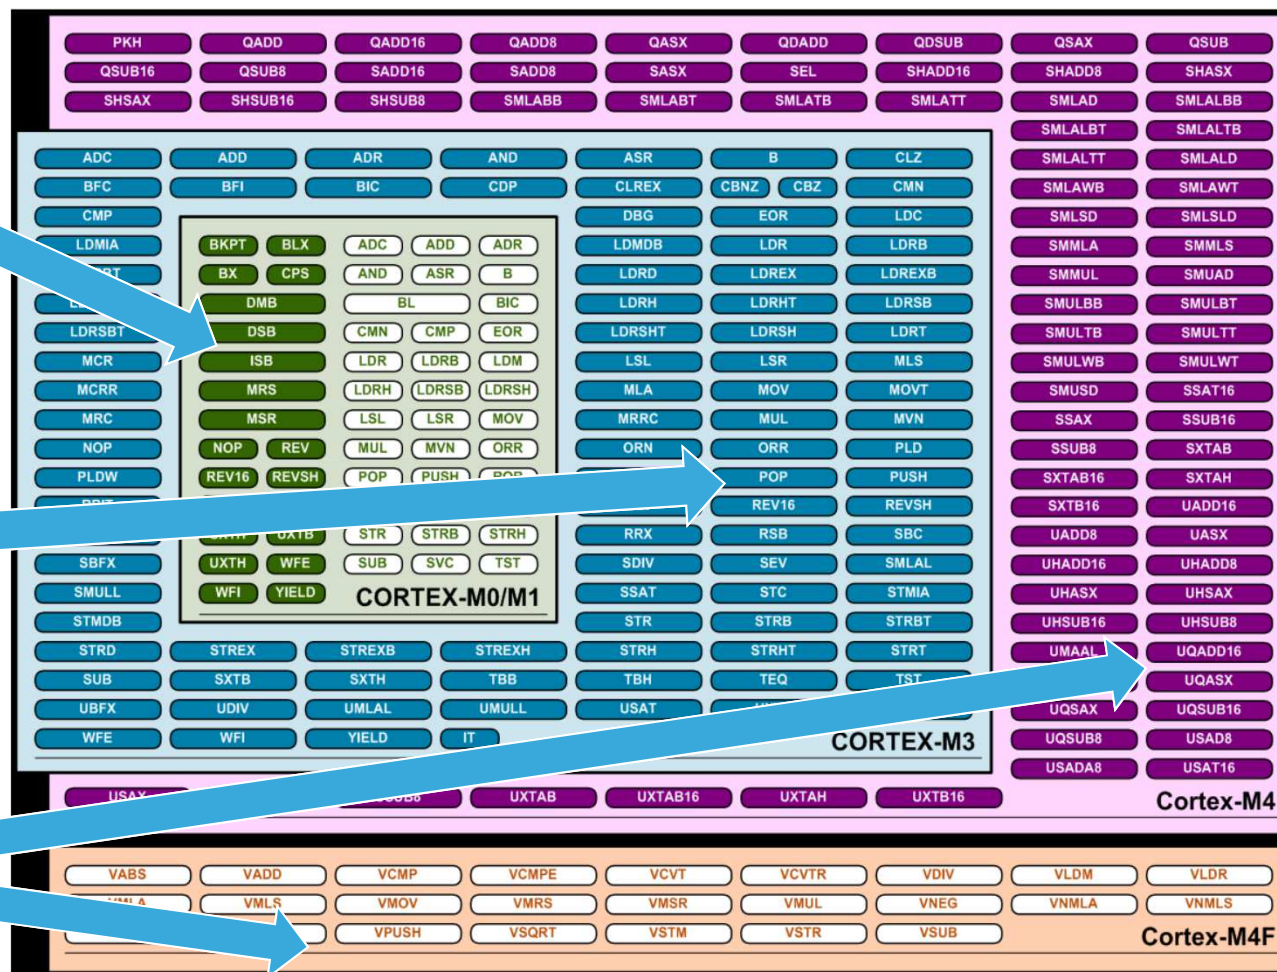 PKH QADD QADD16 QADD8 QASX QDADD QDSUB QSAX QSUB
QSUB16 QSUB8 SADD16 SADD8 SASX SEL SHADD16 SHADD8 SHASX
SHSAX SHSUB16 SHSUB8 SMLABB SMLABT SMLATB SMLATT SMLAD SMLALBB
SMLALBT SMLALTB
ADC ADD ADR AND ASR B CLZ SMLALTT SMLALD
BFC BFI BIC CDP CLREX CBNZ CBZ CMN SMLAWB SMLAWT
CMP DBG EOR LDC SMLSD SMLSLD
LDMIA BKPT BLX ADC ADD ADR LDMDB LDR LDRB SMMLA SMMLS
BX CPS AND ASR B LDRD LDREX LDREXB SMMUL SMUAD
DMB BL BIC LDRH LDRHT LDRSB SMULBB SMULBT
LDRSBT DSB CMN CMP EOR LDRSHT LDRSH LDRT SMULTB SMULTT
MCR ISB LDR LDRB LDM LSL LSR MLS SMULWB SMULWT
MCRR MRS LDRH LDRSB LDRSH MLA MOV MOVT SMUSD SSAT16
MRC MSR LSL LSR MOV MRRC MUL MVN SSAX SSUB16
NOP NOP REV MUL MVN ORR ORN ORR PLD SSUB8 SXTAB
PLDW REV16 REVSH POP PUSH POP PUSH SXTAB16 SXTAH
REV16 REVSH SXTB16 UADD16
UXTB STR STRB STRH RRX RSB SBC UADD8 UASX
SBFX UXTH WFE SUB SVC TST SDIV SEV SMLAL UHADD16 UHADD8
SMULL WFI YIELD CORTEX-M0/M1 SSAT STC STMIA UHASX UHSAX
STMDB STR STRB STRBT UHSUB16 UHSUB8
STRD STREX STREXB STREXH STRH STRHT STRT UMAAL UQADD16
SUB SXTB SXTH TBB TBH TEQ TST UQASX
UBFX UDIV UMLAL UMULL USAT UQSAX UQSUB16
WFE WFI YIELD IT CORTEX-M3 UQSUB8 USAD8
USADA8 USAT16
USAX UXTAB UXTAB16 UXTAH UXTB16 Cortex-M4
VABS VADD VCMP VCMPE VCVT VCVTR VDIV VLDM VLDR
VMLA VMLS VMOV VMRS VMSR VMUL VNEG VNMLA VNMLS
VPUSH VSQRT VSTM VSTR VSUB Cortex-M4F